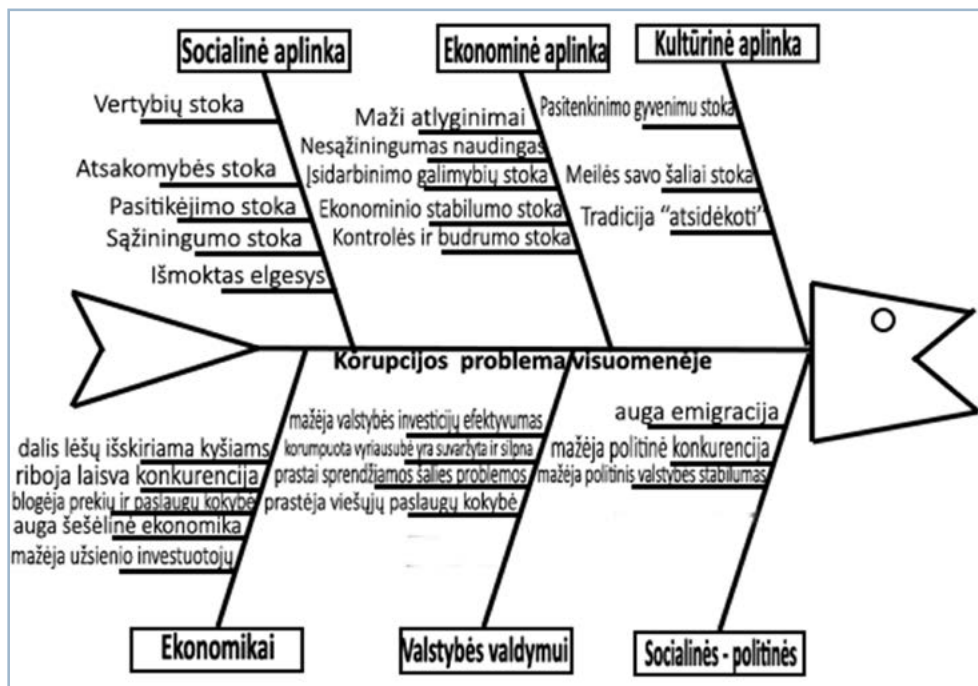 Socialinė aplinka
Vertybių stoka
Atsakomybės stoka
Pasitikėjimo stoka
Sąžiningumo stoka
Išmoktas elgesys
Ekonominė aplinka
Maži atlyginimai
Nesąžiningumas naudingas
Įsidarbinimo galimybių stoka
Ekonominio stabilumo stoka
Kontrolės ir budrumo stoka
Kultūrinė aplinka
Pasitenkinimo gyvenimu stoka
Meilės savo šaliai stoka
Tradicija “atsidėkoti”
Korupcijos problema visuomenėje
dalis lėšų išskiriama kyšiams
riboja laisva konkurencija
blogėja prekių ir paslaugų kokybė
auga šešėlinė ekonomika
mažėja užsienio investuotojų
Ekonomikai
mažėja valstybės investicijų efektyvumas
korumpuota vyriausubė yra suvaržyta ir silpna
prastai sprendžiamos šalies problemos
prastėja viešųjų paslaugų kokybė
Valstybės valdymui
auga emigracija
mažėja politinė konkurencija
mažėja politinis valstybės stabilumas
Socialinės - politinės